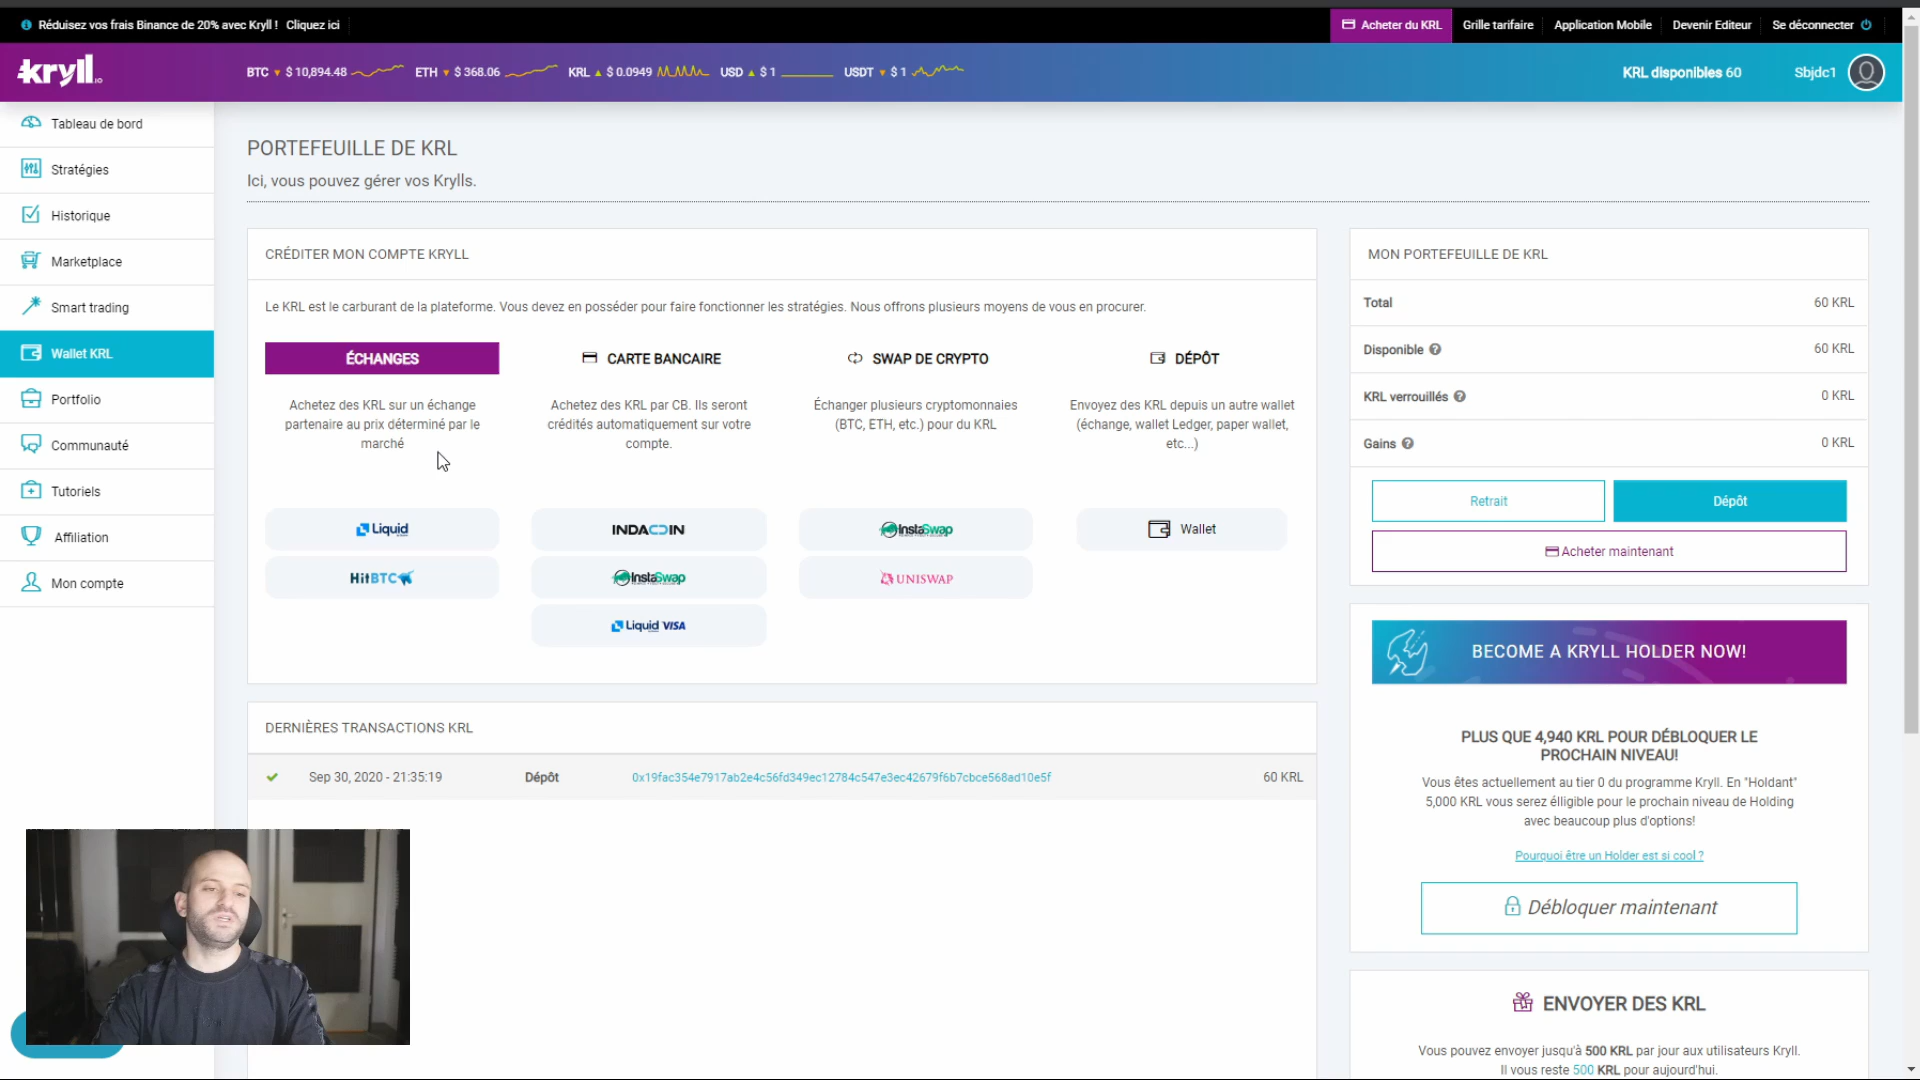 Réduisez vos frais Binance de 20% avec Kryll ! Cliquez ici
Acheter du KRL
Grille tarifaire
Application Mobile
Devenir Editeur
Se déconnecter
kryll.io
BTC ▼ $ 10,894.48
ETH ▼ $ 368.06
KRL ▲ $ 0.0949
USD ▲ $ 1
USDT ▼ $ 1
KRL disponibles 60
Sbjdc1
Tableau de bord
Stratégies
Historique
Marketplace
Smart trading
Wallet KRL
Portfolio
Communauté
Tutoriels
Affiliation
Mon compte
PORTEFEUILLE DE KRL
Ici, vous pouvez gérer vos Krylls.
CRÉDITER MON COMPTE KRYLL
Le KRL est le carburant de la plateforme. Vous devez en posséder pour faire fonctionner les stratégies. Nous offrons plusieurs moyens de vous en procurer.
ÉCHANGES
Achetez des KRL sur un échange
partenaire au prix déterminé par le
marché
Liquid
HitBTC
CARTE BANCAIRE
Achetez des KRL par CB. Ils seront
crédités automatiquement sur votre
compte.
INDACOIN
InstaSwap
Liquid VISA
SWAP DE CRYPTO
Échanger plusieurs cryptomonnaies
(BTC, ETH, etc.) pour du KRL
InstaSwap
UNISWAP
DÉPÔT
Envoyez des KRL depuis un autre wallet
(échange, wallet Ledger, paper wallet,
etc...)
Wallet
DERNIÈRES TRANSACTIONS KRL
Sep 30, 2020 - 21:35:19 Dépôt 0x19fac354e7917ab2e4c56fd349ec12784c547e3ec42679f6b7cbce568ad10e5f 60 KRL
MON PORTEFEUILLE DE KRL
Total 60 KRL
Disponible 60 KRL
KRL verrouillés 0 KRL
Gains 0 KRL
Retrait
Dépôt
Acheter maintenant
BECOME A KRYLL HOLDER NOW!
PLUS QUE 4,940 KRL POUR DÉBLOQUER LE
PROCHAIN NIVEAU!
Vous êtes actuellement au tier 0 du programme Kryll. En "Holdant"
5,000 KRL vous serez élligible pour le prochain niveau de Holding
avec beaucoup plus d'options!
Pourquoi être un Holder est si cool ?
Débloquer maintenant
ENVOYER DES KRL
Vous pouvez envoyer jusqu'à 500 KRL par jour aux utilisateurs Kryll.
Il vous reste 500 KRL pour aujourd'hui.